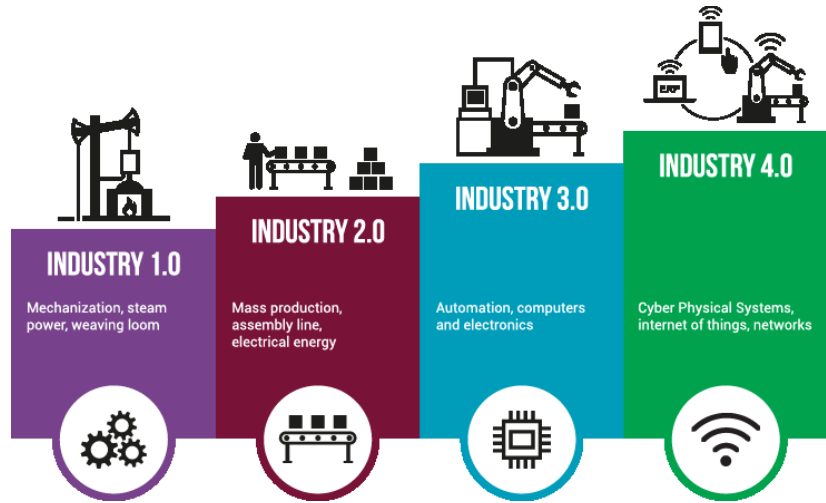 ERP
INDUSTRY 1.0
Mechanization, steam
power, weaving loom
INDUSTRY 2.0
Mass production,
assembly line,
electrical energy
INDUSTRY 3.0
Automation, computers
and electronics
INDUSTRY 4.0
Cyber Physical Systems,
internet of things, networks